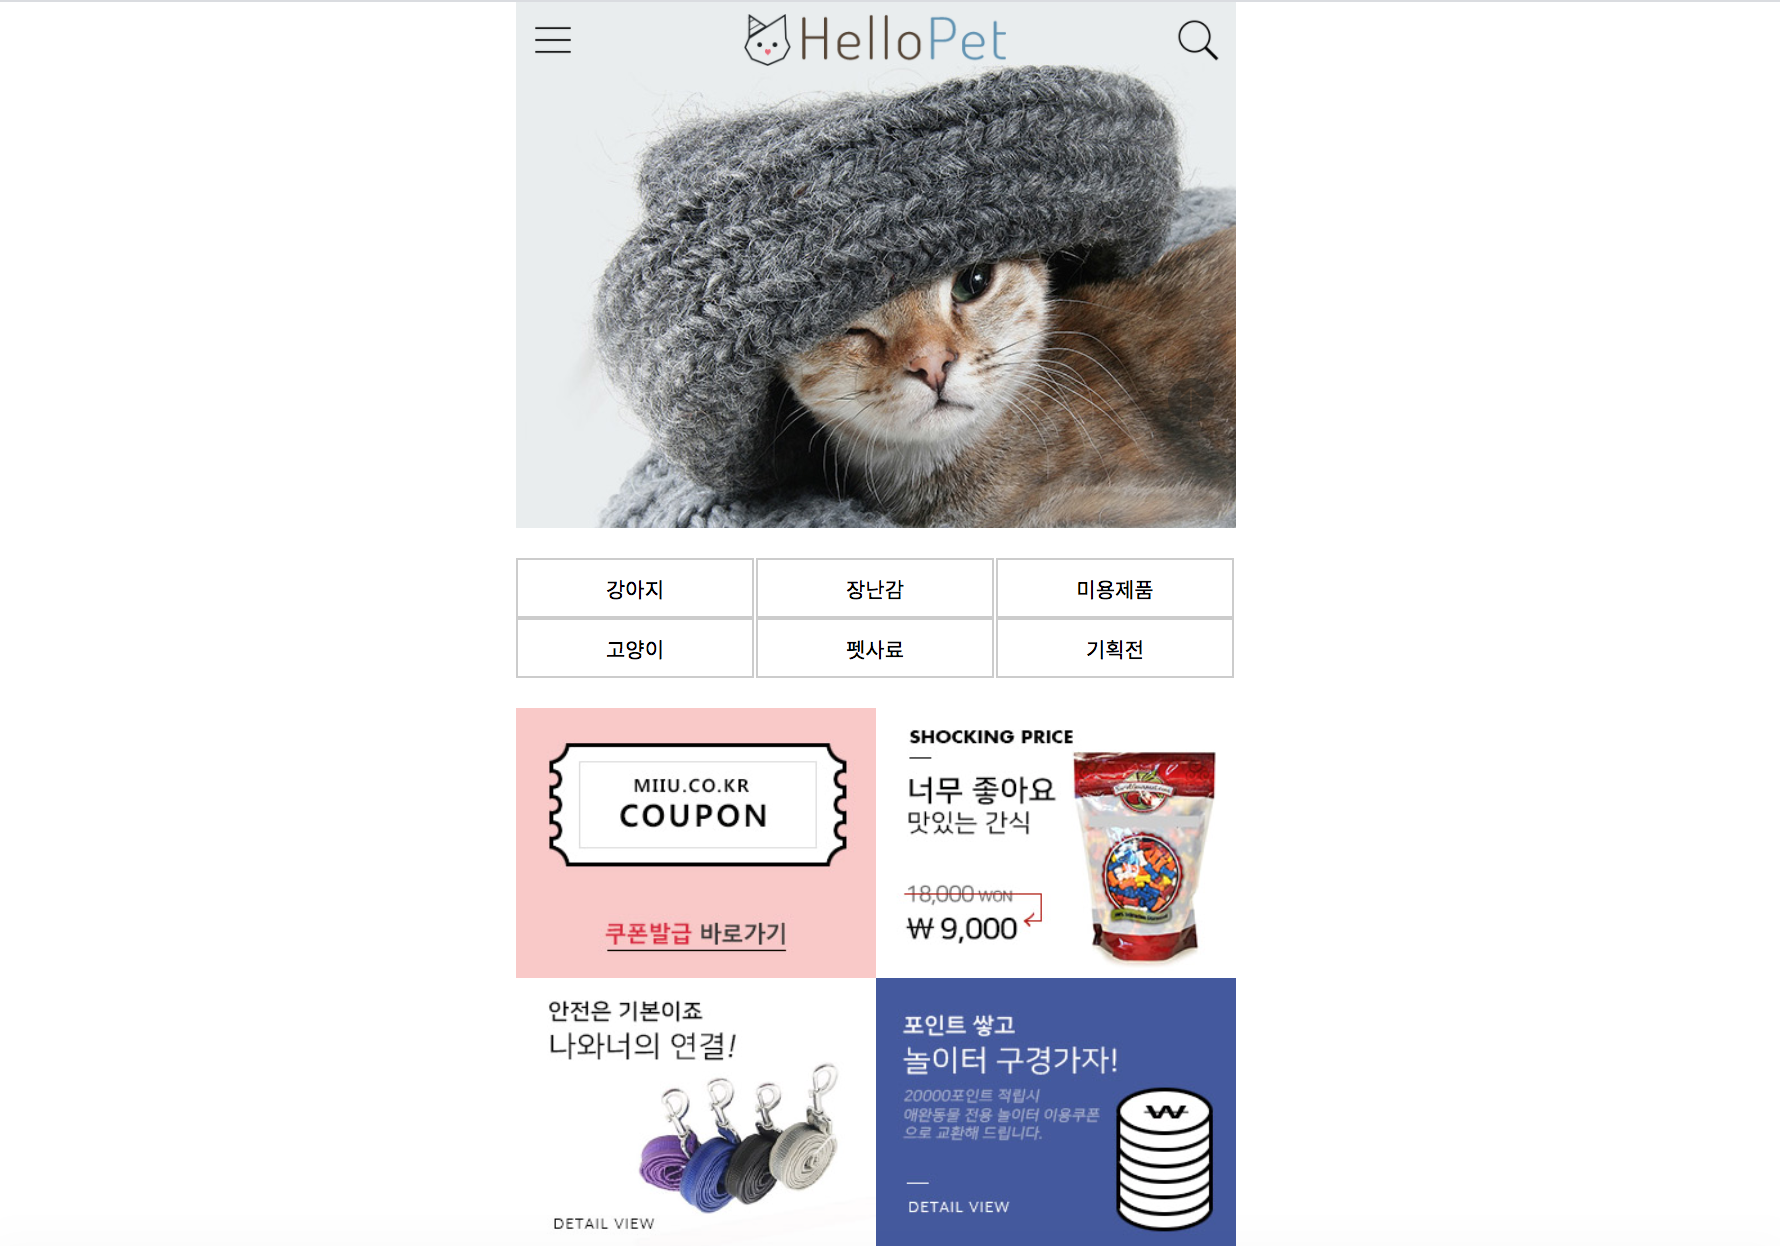 HelloPet
강아지
장난감
미용제품
고양이
펫사료
기획전
MIIU.CO.KR
COUPON
쿠폰발급 바로가기
SHOCKING PRICE
너무 좋아요
맛있는 간식
18,000 WON
₩ 9,000
안전은 기본이죠
나와너의 연결!
DETAIL VIEW
포인트 쌓고
놀이터 구경가자!
20000포인트 적립시
애완동물 전용 놀이터 이용쿠폰
으로 교환해 드립니다.
₩
DETAIL VIEW